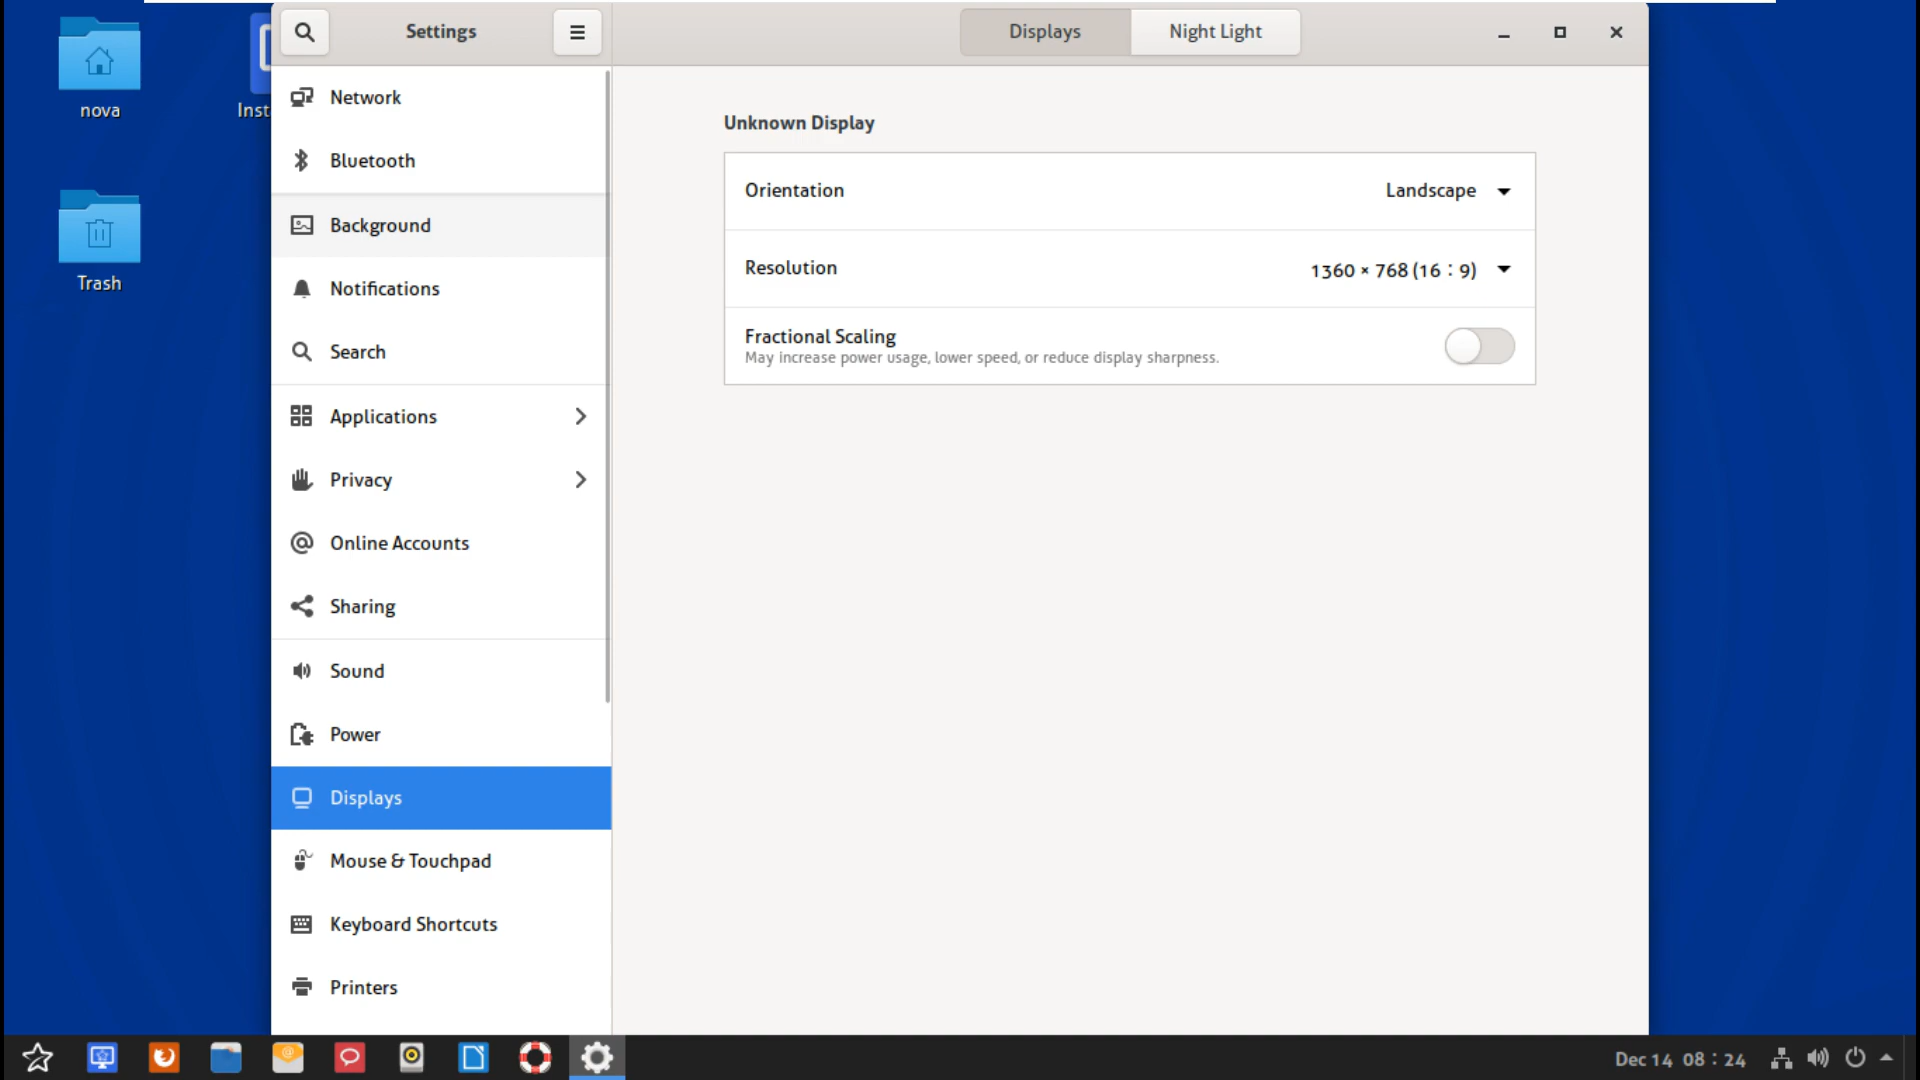 Settings
Displays
Night Light
nova
Inst
Trash
Network
Bluetooth
Background
Notifications
Search
Applications
Privacy
Online Accounts
Sharing
Sound
Power
Displays
Mouse & Touchpad
Keyboard Shortcuts
Printers
Unknown Display
Orientation
Landscape
Resolution
1360 × 768 (16 : 9)
Fractional Scaling
May increase power usage, lower speed, or reduce display sharpness.
Dec 14 08 : 24